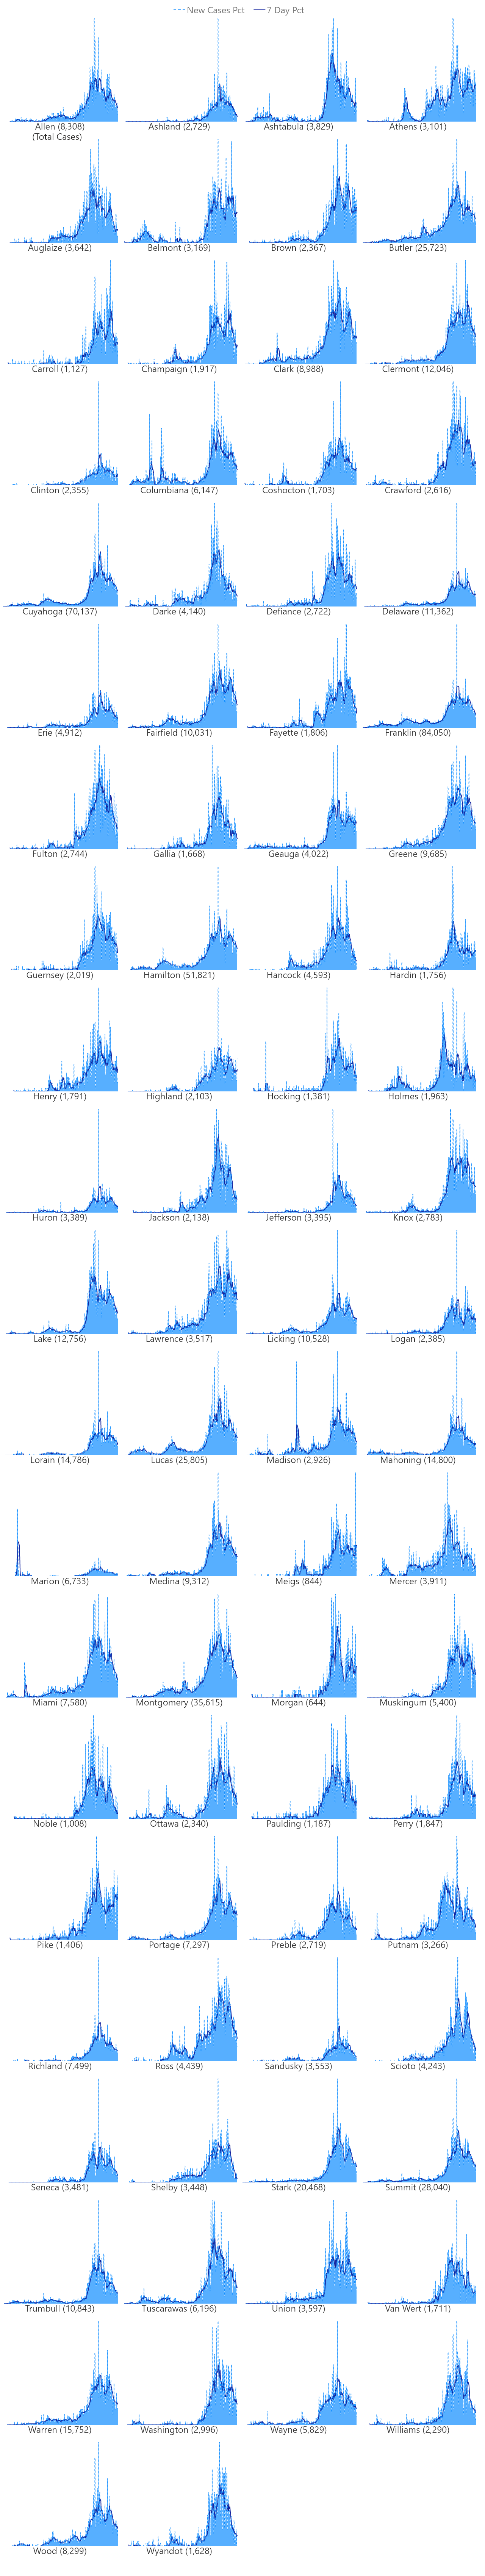 New Cases Pct 7 Day Pct
Allen (8,308) Ashland (2,729) Ashtabula (3,829) Athens (3,101)
(Total Cases)
Auglaize (3,642) Belmont (3,169) Brown (2,367) Butler (25,723)
Carroll (1,127) Champaign (1,917) Clark (8,988) Clermont (12,046)
Clinton (2,355) Columbiana (6,147) Coshocton (1,703) Crawford (2,616)
Cuyahoga (70,137) Darke (4,140) Defiance (2,722) Delaware (11,362)
Erie (4,912) Fairfield (10,031) Fayette (1,806) Franklin (84,050)
Fulton (2,744) Gallia (1,668) Geauga (4,022) Greene (9,685)
Guernsey (2,019) Hamilton (51,821) Hancock (4,593) Hardin (1,756)
Henry (1,791) Highland (2,103) Hocking (1,381) Holmes (1,963)
Huron (3,389) Jackson (2,138) Jefferson (3,395) Knox (2,783)
Lake (12,756) Lawrence (3,517) Licking (10,528) Logan (2,385)
Lorain (14,786) Lucas (25,805) Madison (2,926) Mahoning (14,800)
Marion (6,733) Medina (9,312) Meigs (844) Mercer (3,911)
Miami (7,580) Montgomery (35,615) Morgan (644) Muskingum (5,400)
Noble (1,008) Ottawa (2,340) Paulding (1,187) Perry (1,847)
Pike (1,406) Portage (7,297) Preble (2,719) Putnam (3,266)
Richland (7,499) Ross (4,439) Sandusky (3,553) Scioto (4,243)
Seneca (3,481) Shelby (3,448) Stark (20,468) Summit (28,040)
Trumbull (10,843) Tuscarawas (6,196) Union (3,597) Van Wert (1,711)
Warren (15,752) Washington (2,996) Wayne (5,829) Williams (2,290)
Wood (8,299) Wyandot (1,628)